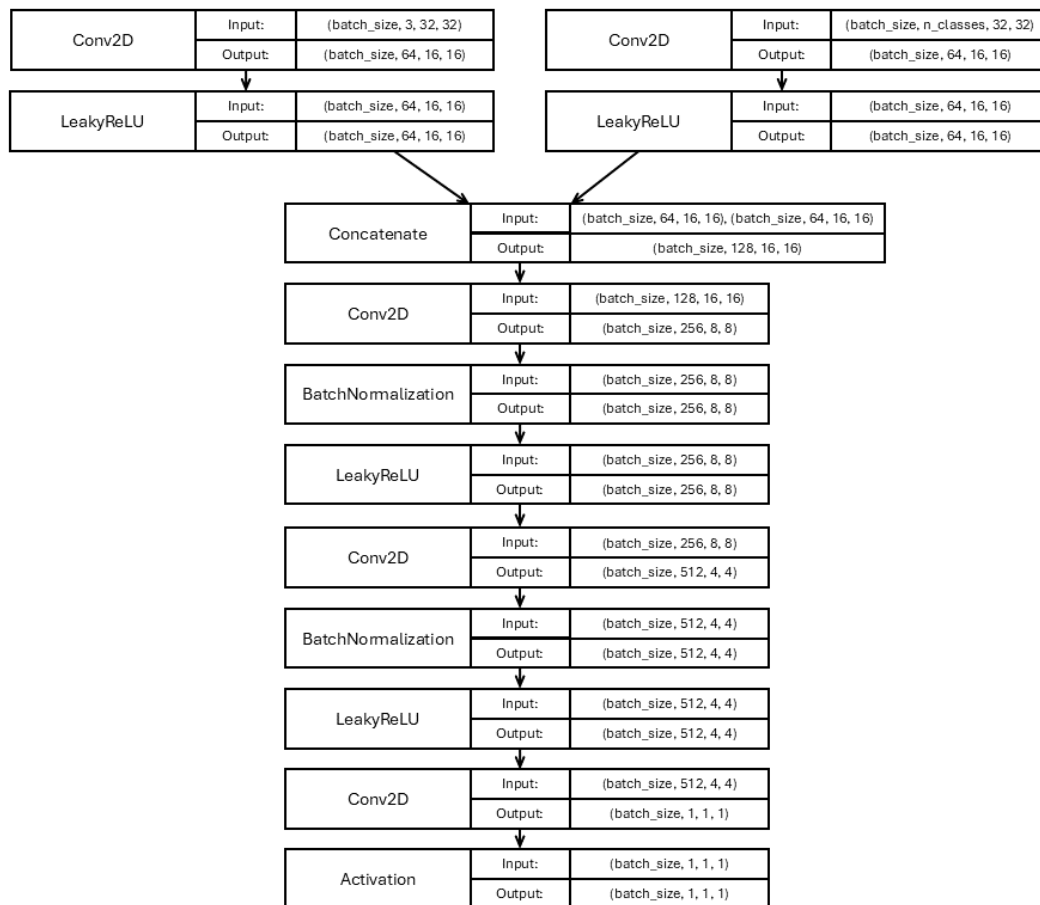 Conv2D Input: (batch_size, 3, 32, 32)
Output: (batch_size, 64, 16, 16)
Conv2D Input: (batch_size, n_classes, 32, 32)
Output: (batch_size, 64, 16, 16)
LeakyReLU Input: (batch_size, 64, 16, 16)
Output: (batch_size, 64, 16, 16)
LeakyReLU Input: (batch_size, 64, 16, 16)
Output: (batch_size, 64, 16, 16)
Concatenate Input: (batch_size, 64, 16, 16), (batch_size, 64, 16, 16)
Output: (batch_size, 128, 16, 16)
Conv2D Input: (batch_size, 128, 16, 16)
Output: (batch_size, 256, 8, 8)
BatchNormalization Input: (batch_size, 256, 8, 8)
Output: (batch_size, 256, 8, 8)
LeakyReLU Input: (batch_size, 256, 8, 8)
Output: (batch_size, 256, 8, 8)
Conv2D Input: (batch_size, 256, 8, 8)
Output: (batch_size, 512, 4, 4)
BatchNormalization Input: (batch_size, 512, 4, 4)
Output: (batch_size, 512, 4, 4)
LeakyReLU Input: (batch_size, 512, 4, 4)
Output: (batch_size, 512, 4, 4)
Conv2D Input: (batch_size, 512, 4, 4)
Output: (batch_size, 1, 1, 1)
Activation Input: (batch_size, 1, 1, 1)
Output: (batch_size, 1, 1, 1)